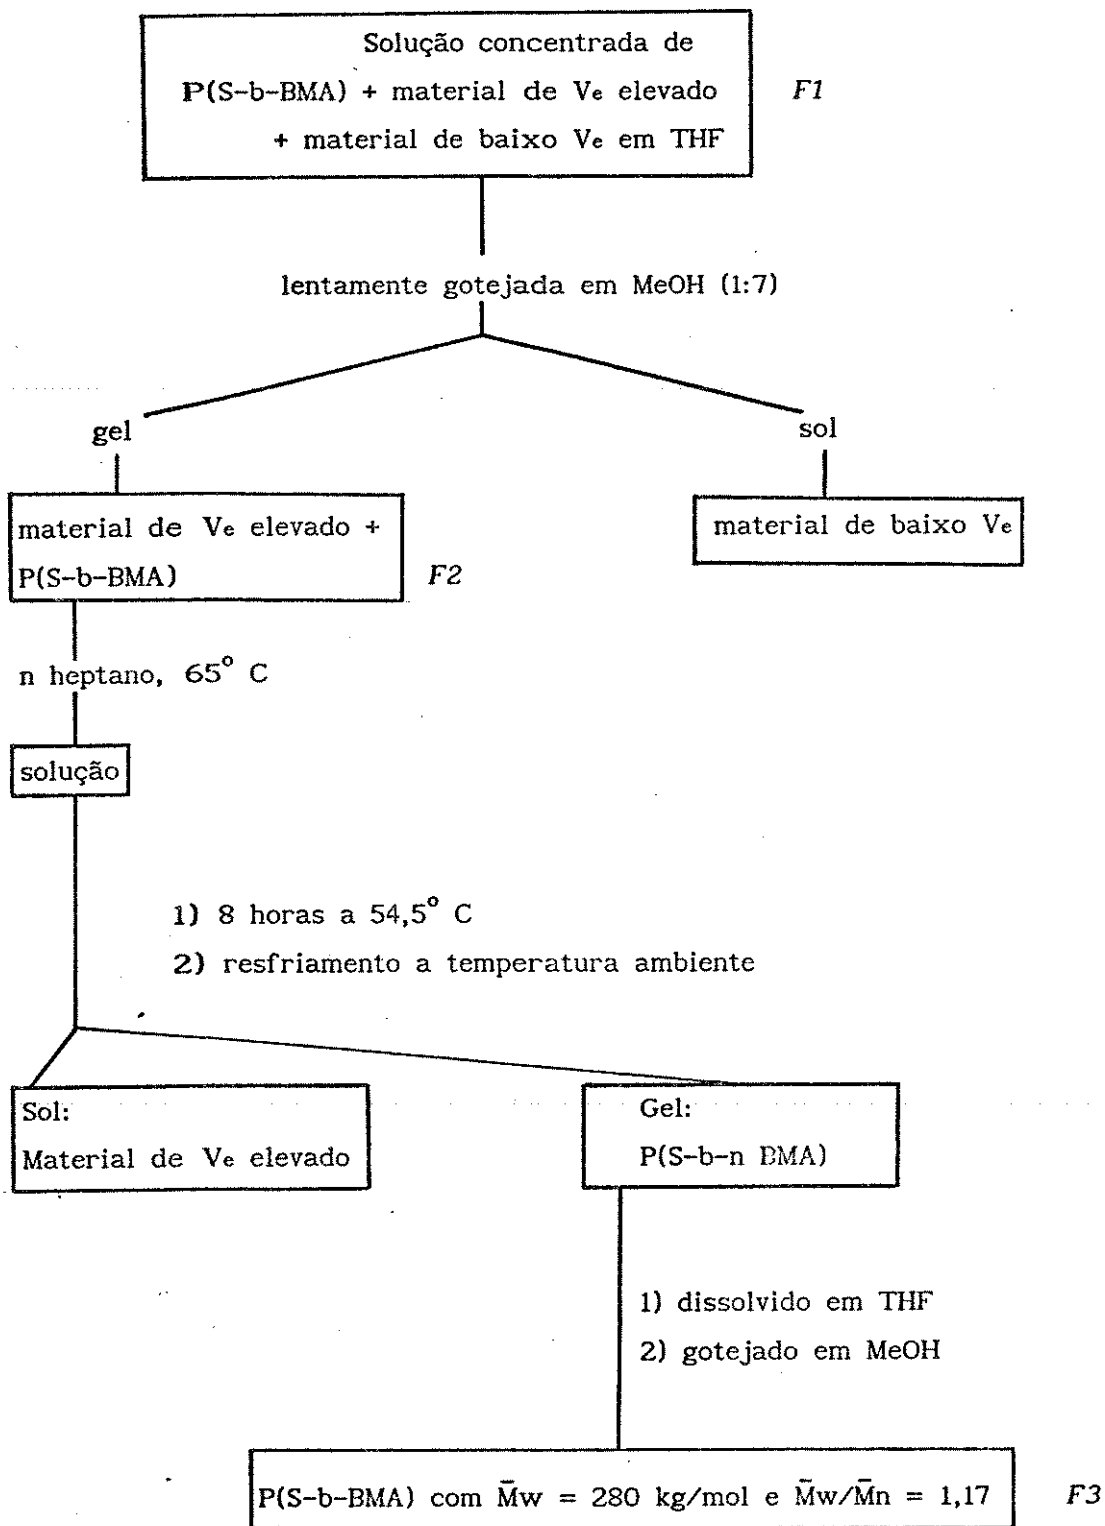 Solução concentrada de
P(S-b-BMA) + material de Ve elevado
+ material de baixo Ve em THF
F1
lentamente gotejada em MeOH (1:7)
gel
sol
material de Ve elevado +
P(S-b-BMA)
F2
material de baixo Ve
n heptano, 65° C
solução
1) 8 horas a 54,5° C
2) resfriamento a temperatura ambiente
Sol:
Material de Ve elevado
Gel:
P(S-b-n BMA)
1) dissolvido em THF
2) gotejado em MeOH
P(S-b-BMA) com M̄w = 280 kg/mol e M̄w/M̄n = 1,17
F3